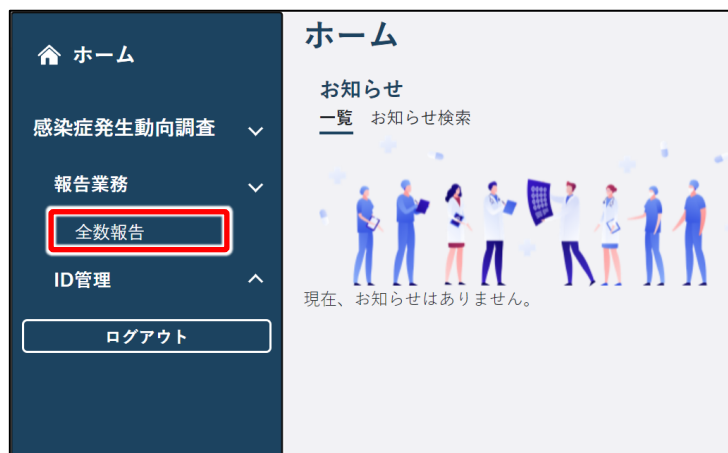 ホーム
感染症発生動向調査
報告業務
全数報告
ID管理
ログアウト
ホーム
お知らせ
一覧 お知らせ検索
現在、お知らせはありません。